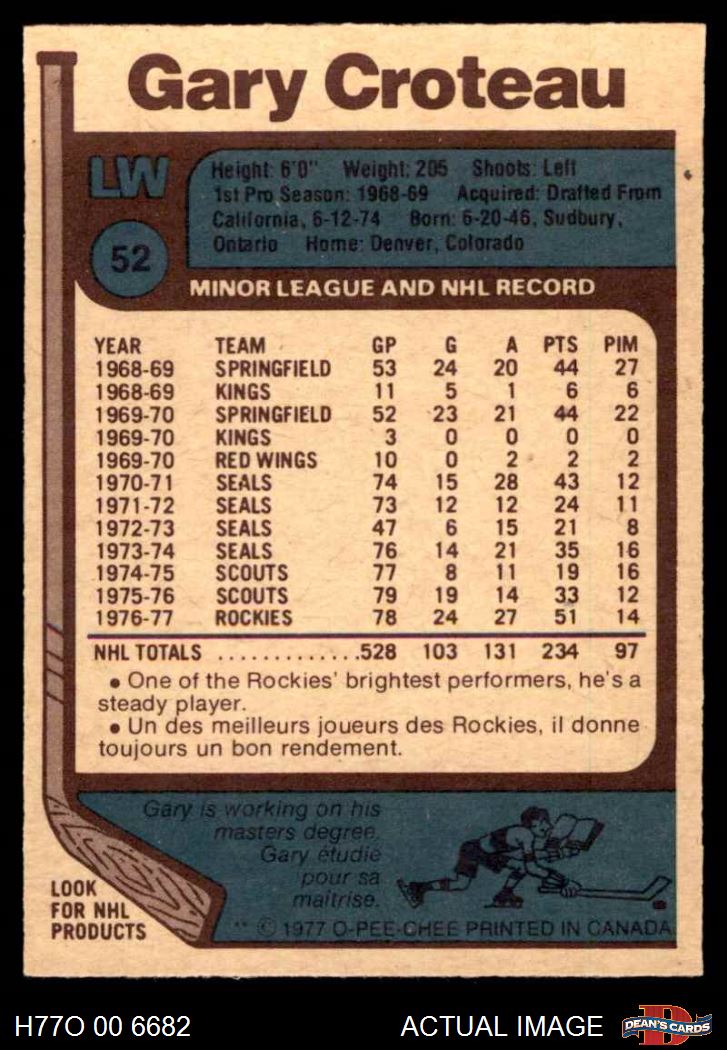 Gary Croteau
LW
52
Height: 6'0" Weight: 205 Shoots: Left
1st Pro Season: 1968-69 Acquired: Drafted From
California, 6-12-74 Born: 6-20-46, Sudbury,
Ontario Home: Denver, Colorado
MINOR LEAGUE AND NHL RECORD
YEAR TEAM GP G A PTS PIM
1968-69 SPRINGFIELD 53 24 20 44 27
1968-69 KINGS 11 5 1 6 6
1969-70 SPRINGFIELD 52 23 21 44 22
1969-70 KINGS 3 0 0 0 0
1969-70 RED WINGS 10 0 2 2 2
1970-71 SEALS 74 15 28 43 12
1971-72 SEALS 73 12 12 24 11
1972-73 SEALS 47 6 15 21 8
1973-74 SEALS 76 14 21 35 16
1974-75 SCOUTS 77 8 11 19 16
1975-76 SCOUTS 79 19 14 33 12
1976-77 ROCKIES 78 24 27 51 14
NHL TOTALS .............528 103 131 234 97
• One of the Rockies' brightest performers, he's a
steady player.
• Un des meilleurs joueurs des Rockies, il donne
toujours un bon rendement.
Gary is working on his
masters degree.
Gary étudie
pour sa
maîtrise.
LOOK
FOR NHL
PRODUCTS
** © 1977 O-PEE-CHEE PRINTED IN CANADA
H77O 00 6682
ACTUAL IMAGE
D
DEAN'S CARDS